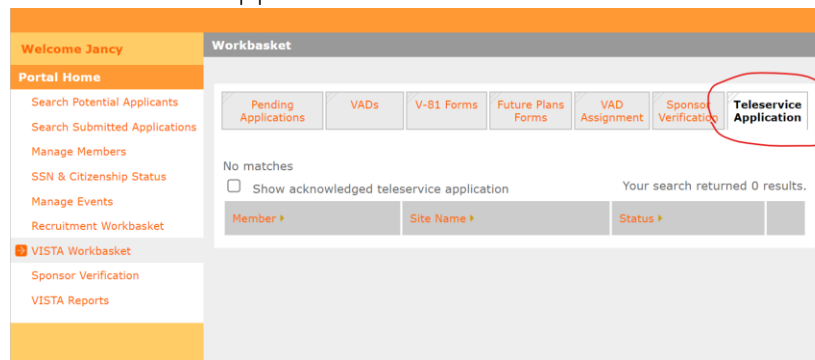 Welcome Jancy
Workbasket
Portal Home
Search Potential Applicants
Search Submitted Applications
Manage Members
SSN & Citizenship Status
Manage Events
Recruitment Workbasket
VISTA Workbasket
Sponsor Verification
VISTA Reports
Pending
Applications
VADs
V-81 Forms
Future Plans
Forms
VAD
Assignment
Sponsor
Verification
Teleservice
Application
No matches
Show acknowledged teleservice application
Your search returned 0 results.
Member
Site Name
Status